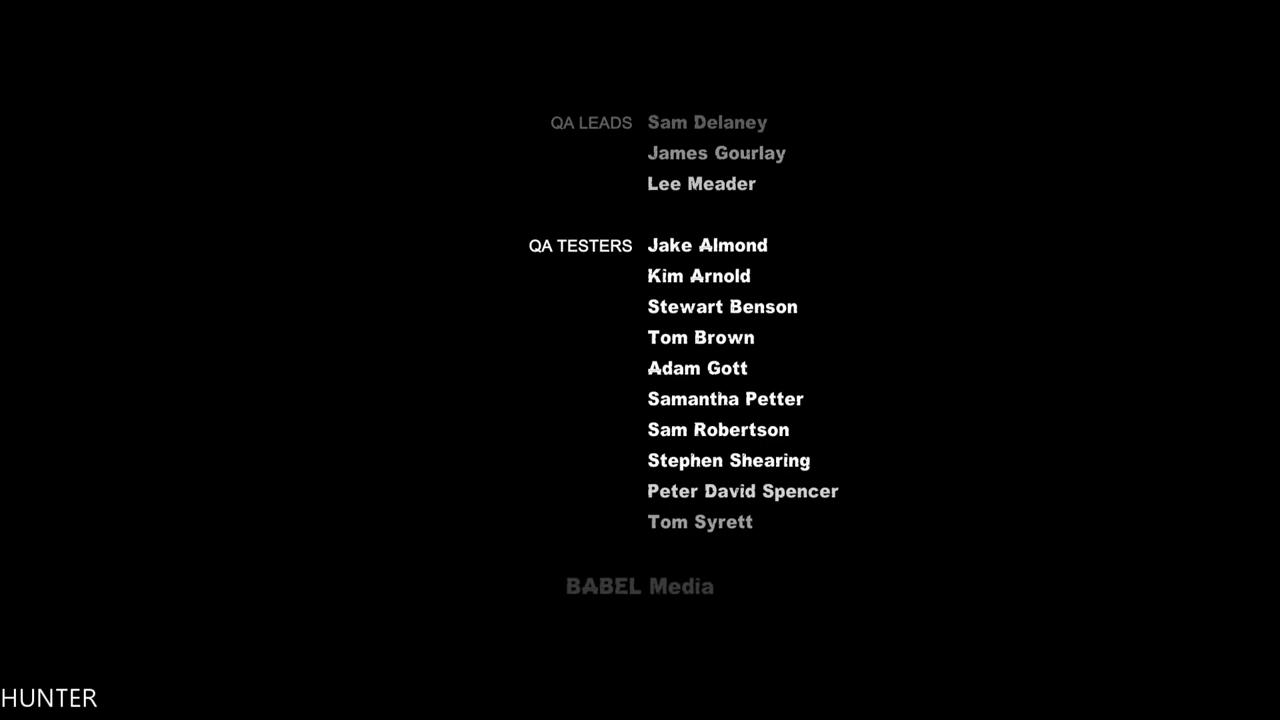 QA LEADS Sam Delaney
James Gourlay
Lee Meader
QA TESTERS Jake Almond
Kim Arnold
Stewart Benson
Tom Brown
Adam Gott
Samantha Petter
Sam Robertson
Stephen Shearing
Peter David Spencer
Tom Syrett
BABEL Media
HUNTER